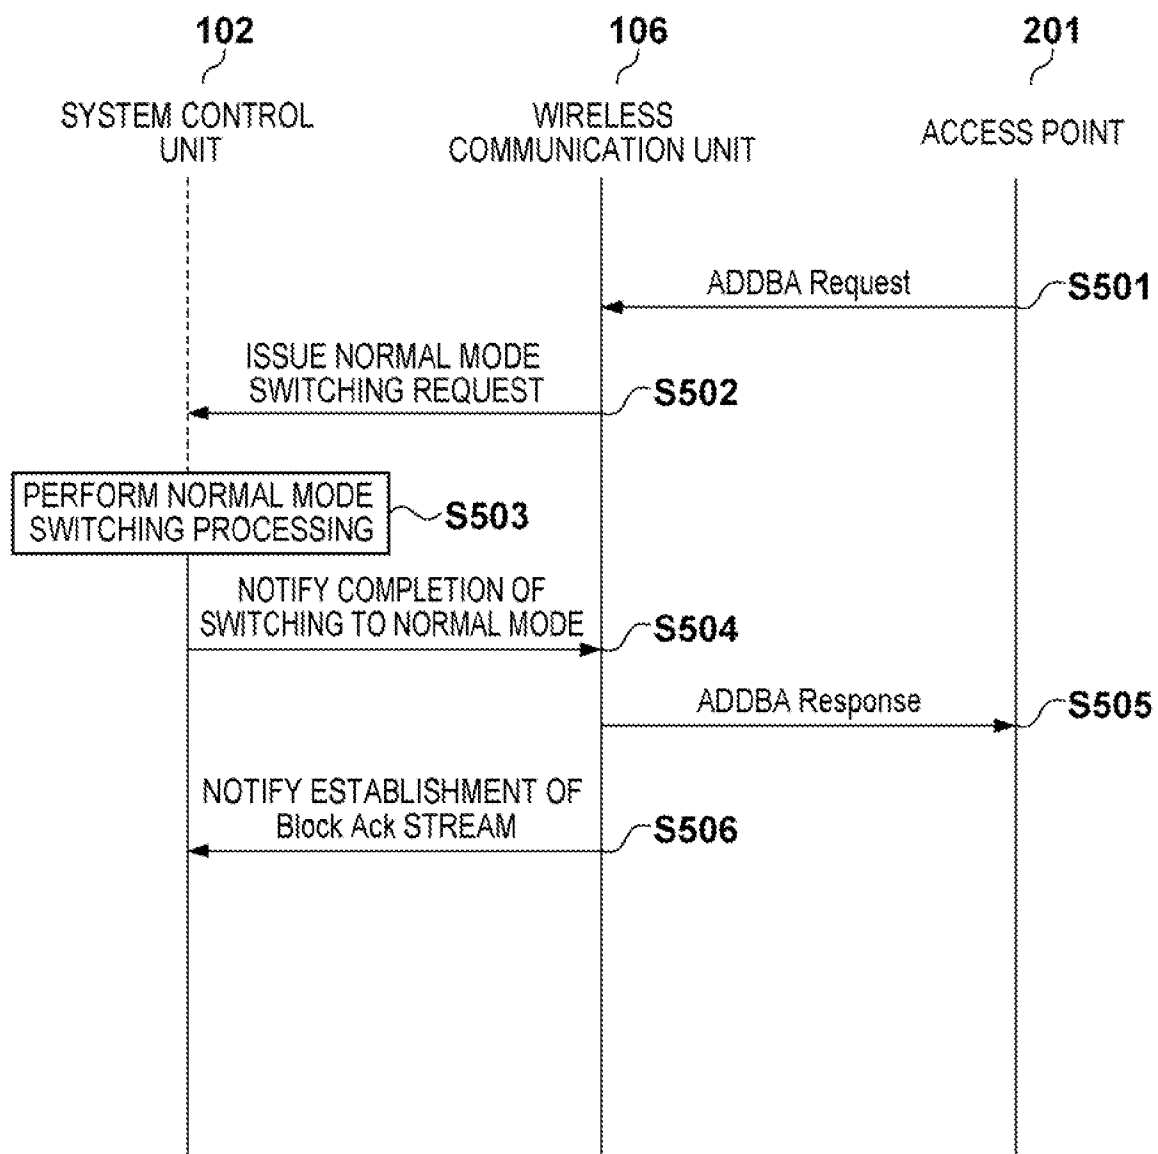 102
106
201
SYSTEM CONTROL
UNIT
WIRELESS
COMMUNICATION UNIT
ACCESS POINT
ADDBA Request
S501
ISSUE NORMAL MODE
SWITCHING REQUEST
S502
PERFORM NORMAL MODE
SWITCHING PROCESSING
S503
NOTIFY COMPLETION OF
SWITCHING TO NORMAL MODE
S504
ADDBA Response
S505
NOTIFY ESTABLISHMENT OF
Block Ack STREAM
S506